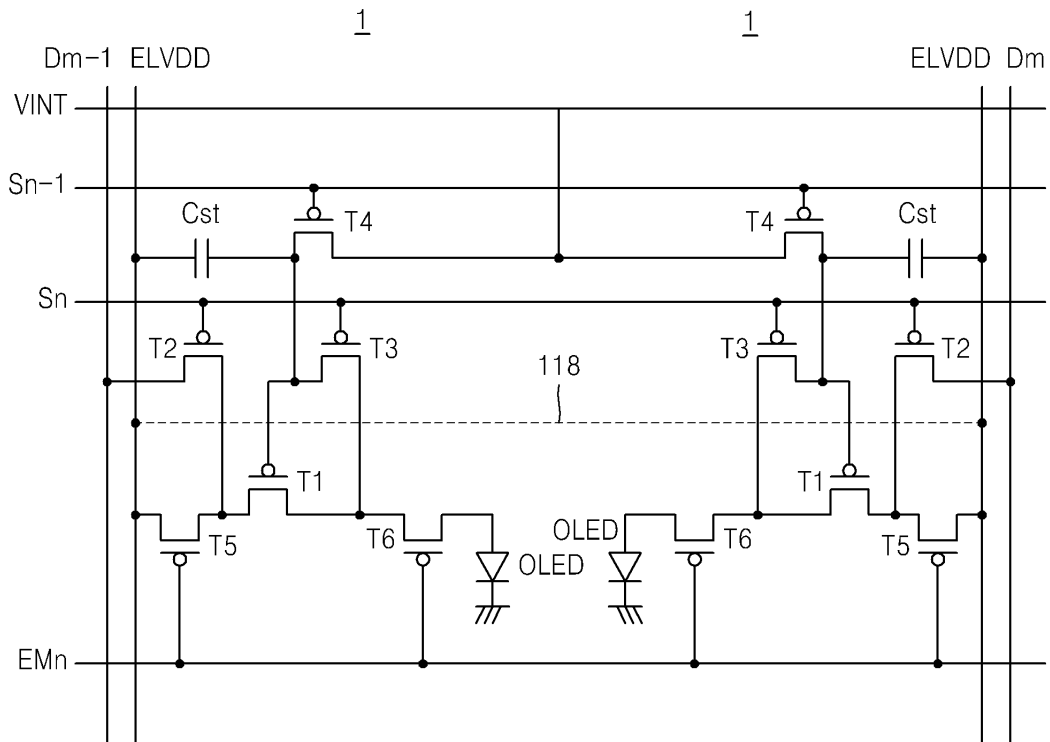 1 1
Dm-1 ELVDD ELVDD Dm
VINT
Sn-1
Cst T4 T4 Cst
Sn
T2 T3 T3 T2
118
T1 T1
T5 T6 OLED OLED T6 T5
EMn